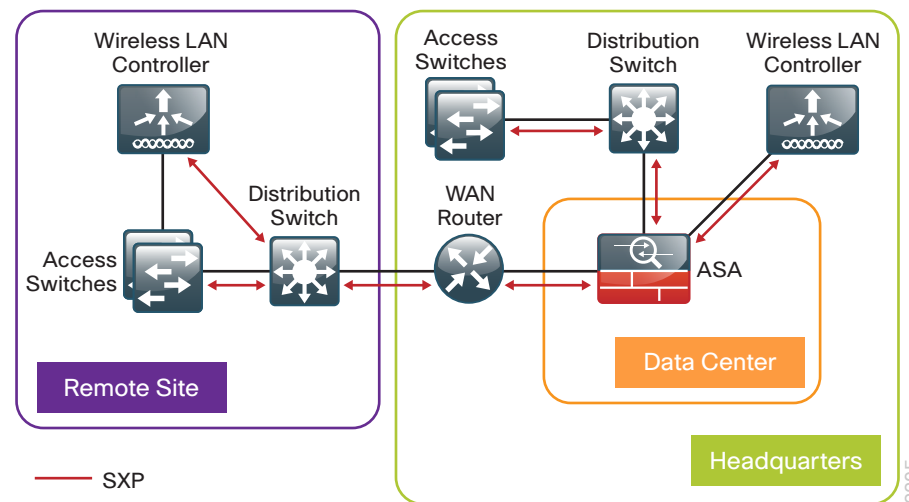 Wireless LAN
Controller
Access
Switches
Distribution
Switch
Remote Site
SXP
Access
Switches
Distribution
Switch
Wireless LAN
Controller
WAN
Router
ASA
Data Center
Headquarters